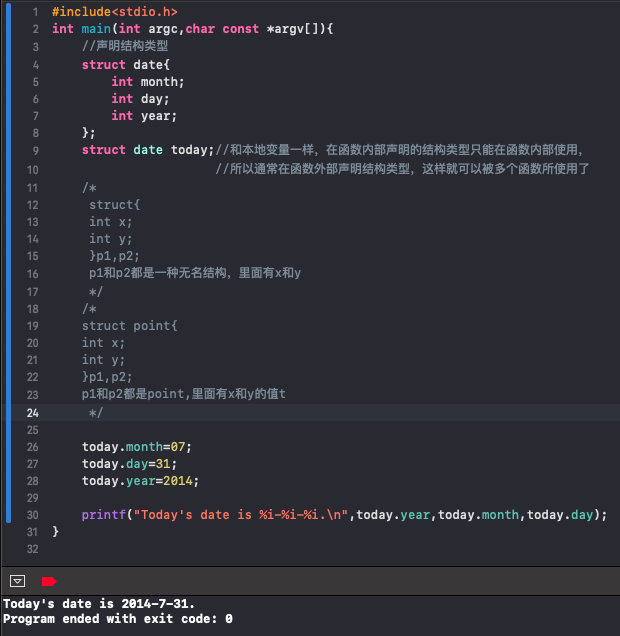 1 #include<stdio.h>
2 int main(int argc,char const *argv[]){
3 //声明结构类型
4 struct date{
5 int month;
6 int day;
7 int year;
8 };
9 struct date today;//和本地变量一样，在函数内部声明的结构类型只能在函数内部使用，
10 //所以通常在函数外部声明结构类型，这样就可以被多个函数所使用了
11 /*
12 struct{
13 int x;
14 int y;
15 }p1,p2;
16 p1和p2都是一种无名结构，里面有x和y
17 */
18 /*
19 struct point{
20 int x;
21 int y;
22 }p1,p2;
23 p1和p2都是point,里面有x和y的值t
24 */
25
26 today.month=07;
27 today.day=31;
28 today.year=2014;
29
30 printf("Today's date is %i-%i-%i.\n",today.year,today.month,today.day);
31 }
32
Today's date is 2014-7-31.
Program ended with exit code: 0